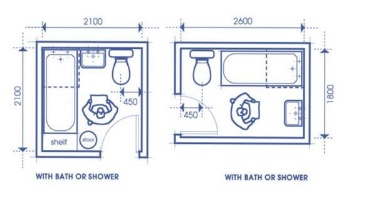 2100
2600
2100
450
450
1800
shelf
stool
WITH BATH OR SHOWER
WITH BATH OR SHOWER